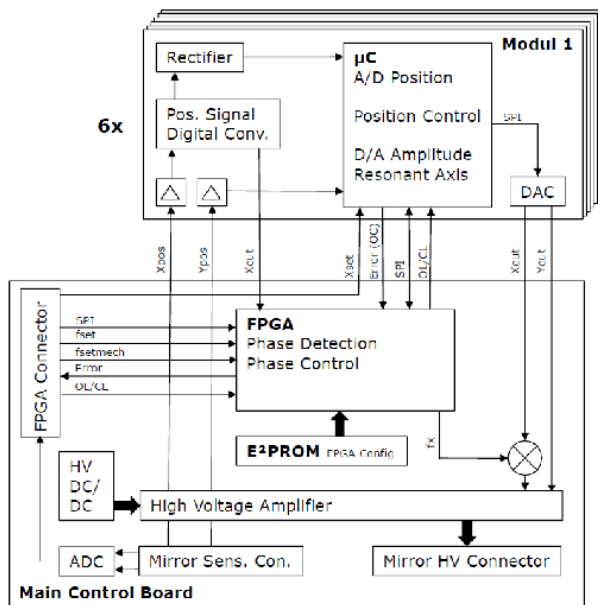 Modul 1
Rectifier
µC
A/D Position
Position Control
D/A Amplitude
Resonant Axis
6x
Pos. Signal
Digital Conv.
SPI
DAC
Xpos
Ypos
Xout
Xset
Error (OC)
SPI
OL/CL
Xout
Yout
FPGA Connector
SPI
fset
fsetmech
Error
OL/CL
FPGA
Phase Detection
Phase Control
E²PROM FPGA Config
fx
HV
DC/
DC
High Voltage Amplifier
ADC
Mirror Sens. Con.
Mirror HV Connector
Main Control Board